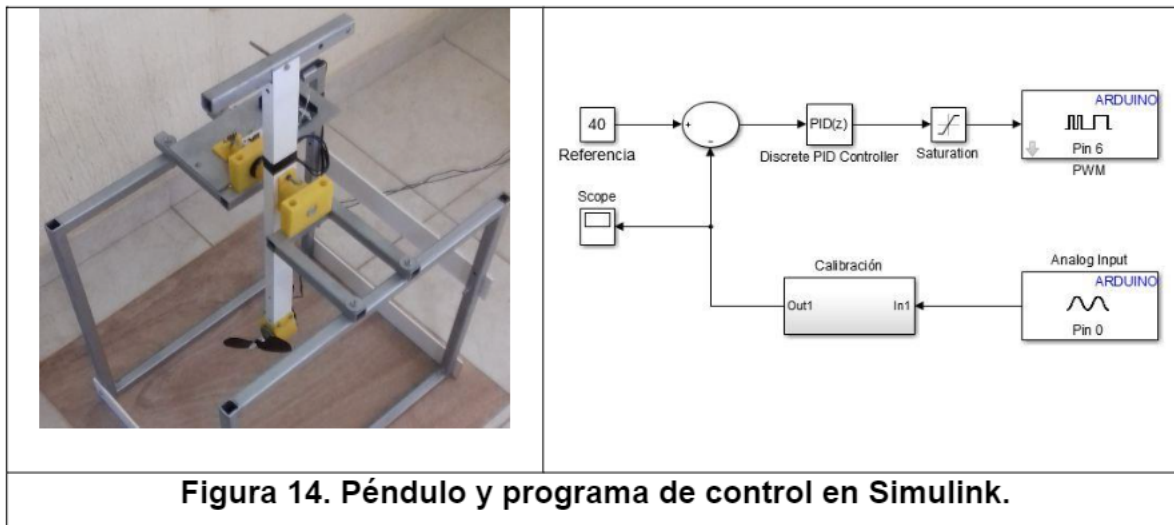 ARDUINO
40
PID(z)
Pin 6
Referencia
Discrete PID Controller
Saturation
PWM
Scope
Calibración
Analog Input
ARDUINO
Out1
In1
Pin 0
Figura 14. Péndulo y programa de control en Simulink.